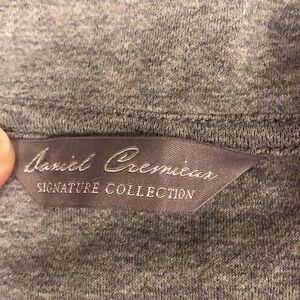 Daniel Cremieux
SIGNATURE COLLECTION